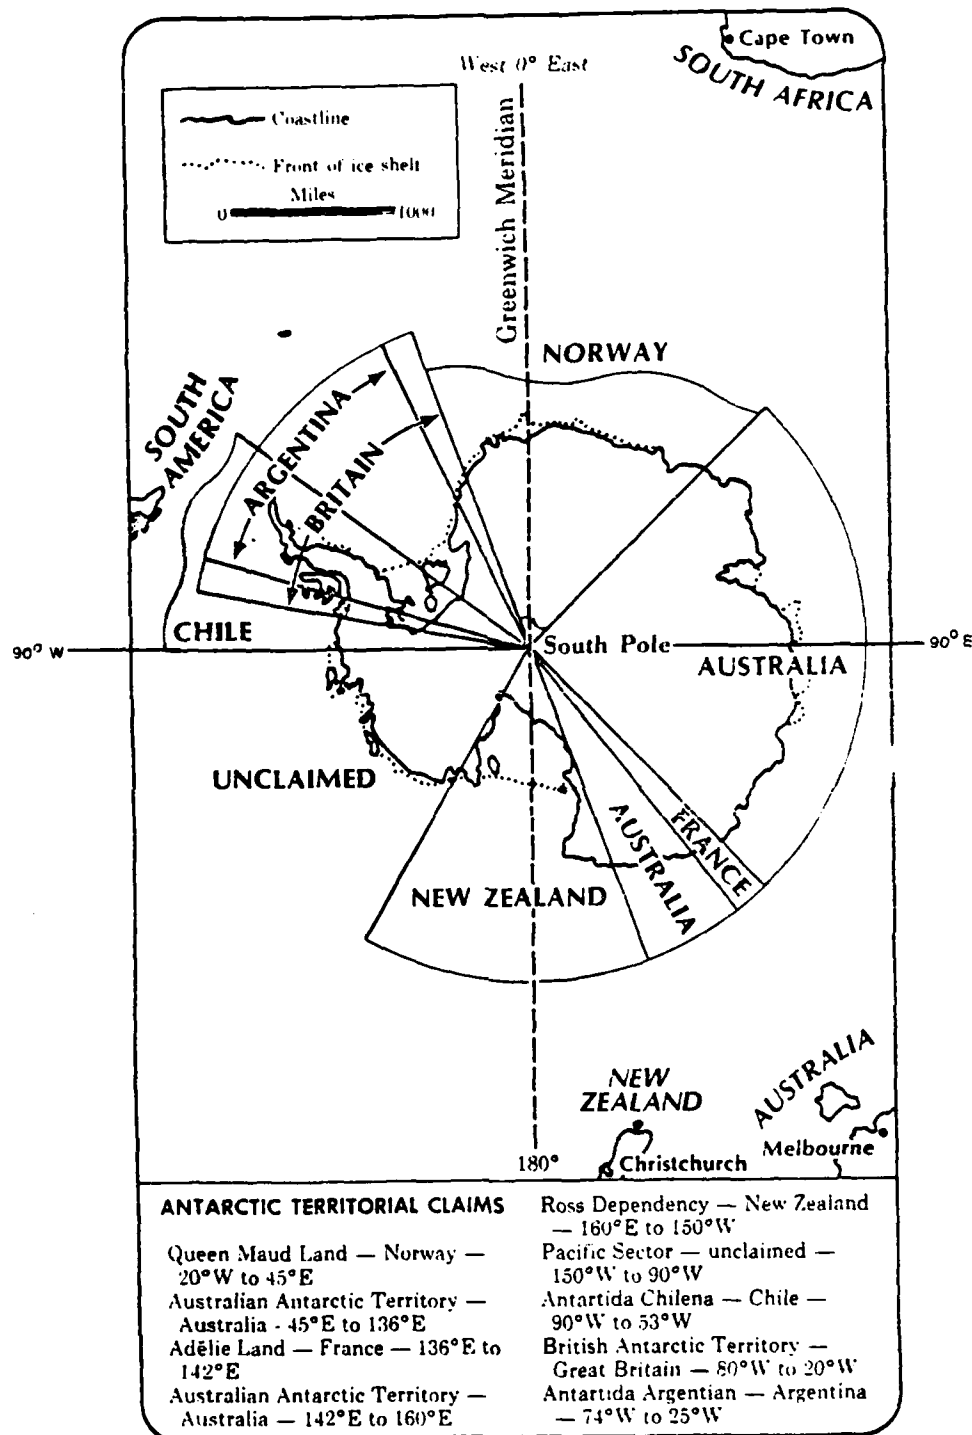 Cape Town
SOUTH AFRICA
West 0° East
Greenwich Meridian
Coastline
Front of ice shelf
Miles
0 1000
NORWAY
SOUTH
AMERICA
ARGENTINA
BRITAIN
CHILE
90° W
South Pole
90° E
AUSTRALIA
UNCLAIMED
FRANCE
AUSTRALIA
NEW ZEALAND
NEW
ZEALAND
AUSTRALIA
Melbourne
Christchurch
180°
ANTARCTIC TERRITORIAL CLAIMS
Queen Maud Land — Norway —
20°W to 45°E
Australian Antarctic Territory —
Australia - 45°E to 136°E
Adélie Land — France — 136°E to
142°E
Australian Antarctic Territory —
Australia — 142°E to 160°E
Ross Dependency — New Zealand
— 160°E to 150°W
Pacific Sector — unclaimed —
150°W to 90°W
Antartida Chilena — Chile —
90°W to 53°W
British Antarctic Territory —
Great Britain — 80°W to 20°W
Antartida Argentian — Argentina
— 74°W to 25°W